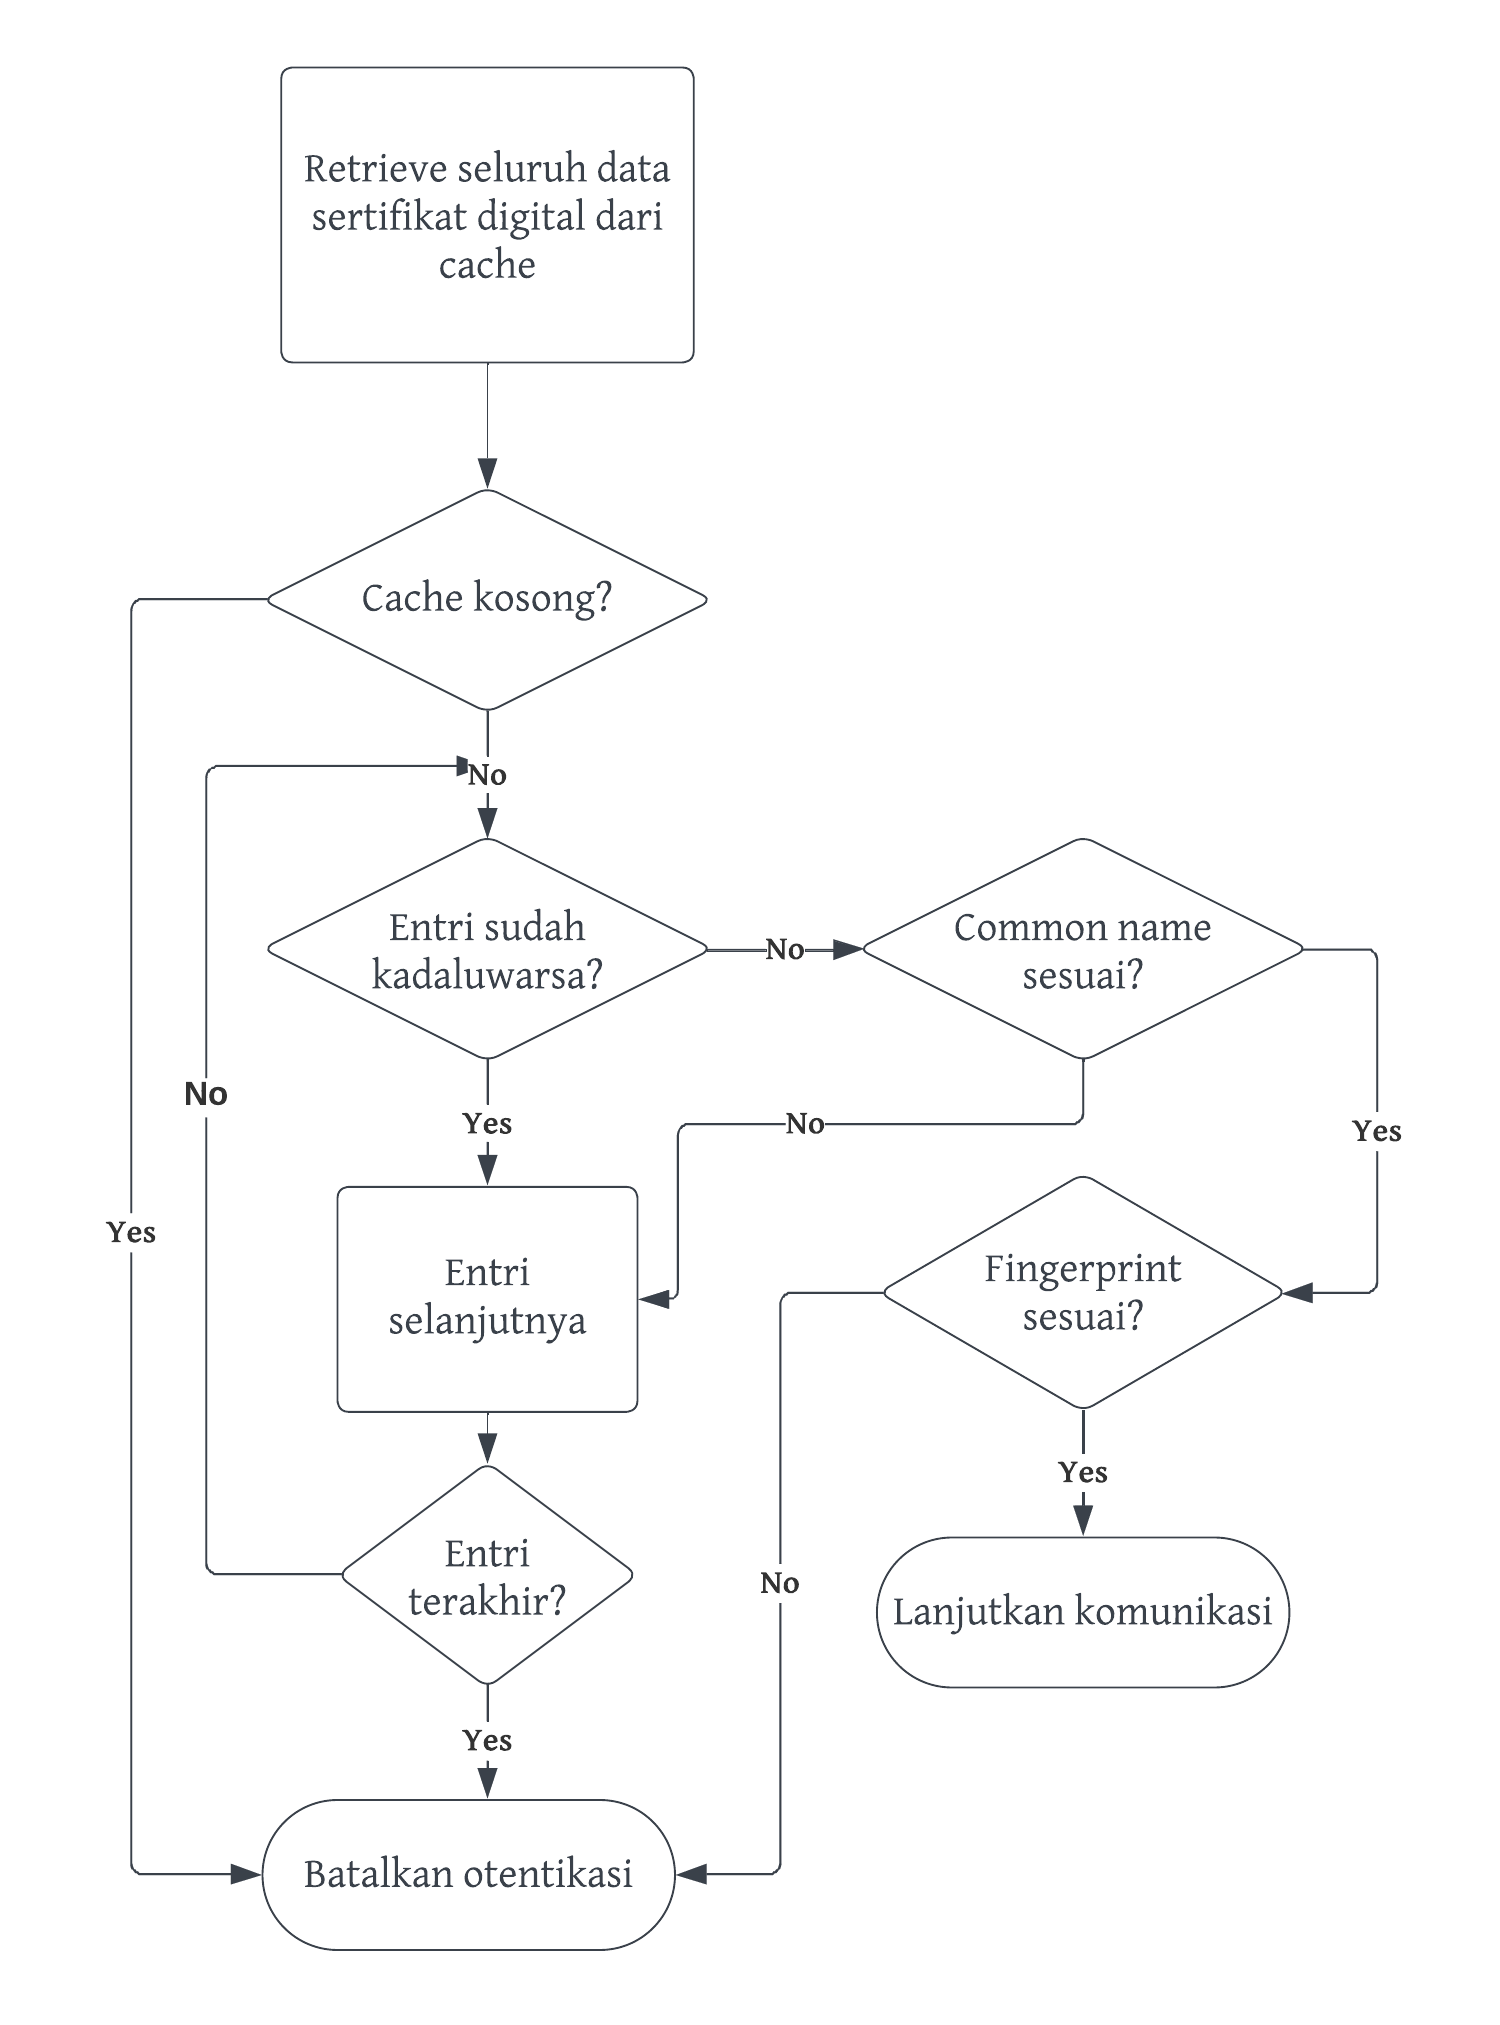 Retrieve seluruh data
sertifikat digital dari
cache
Cache kosong?
No
Entri sudah
kadaluwarsa?
No
Common name
sesuai?
No
Yes
No
Yes
Yes
Entri
selanjutnya
Fingerprint
sesuai?
Yes
Entri
terakhir?
No
Lanjutkan komunikasi
Yes
Batalkan otentikasi